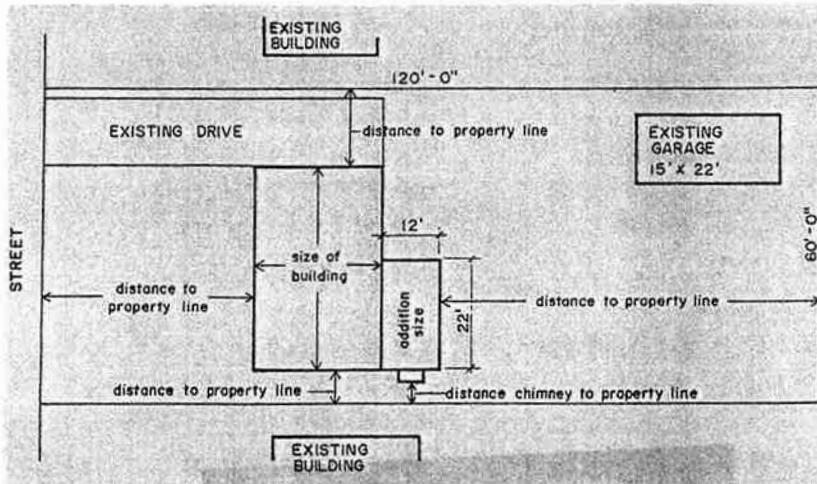 EXISTING
BUILDING
120'-0"
EXISTING DRIVE
distance to property line
EXISTING
GARAGE
15' X 22'
STREET
12'
size of
building
60'-0"
distance to
property line
addition
size
22'
distance to property line
distance to property line
distance chimney to property line
EXISTING
BUILDING